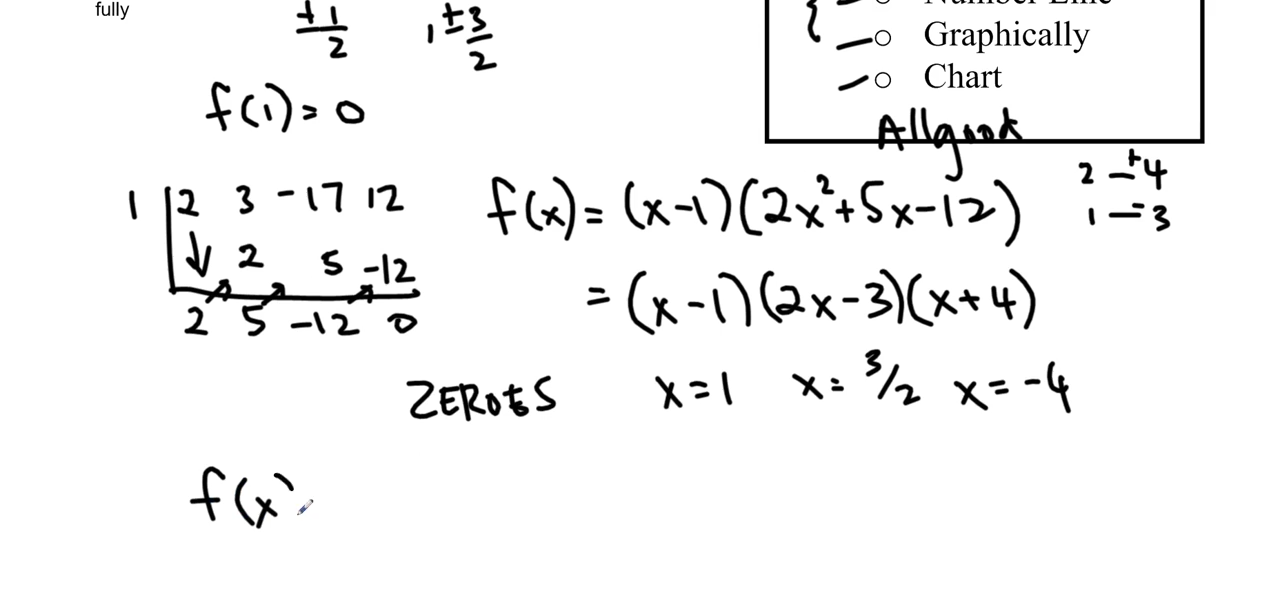 fully
± 1/2 , ± 3/2
Number Line
○ Graphically
○ Chart
All good
f(1) = 0
1 | 2 3 -17 12
2 5 -12
2 5 -12 0
f(x) = (x-1)(2x²+5x-12)
2 +4
1 - 3
= (x-1)(2x-3)(x+4)
ZEROES x=1 x=3/2 x=-4
f(x)